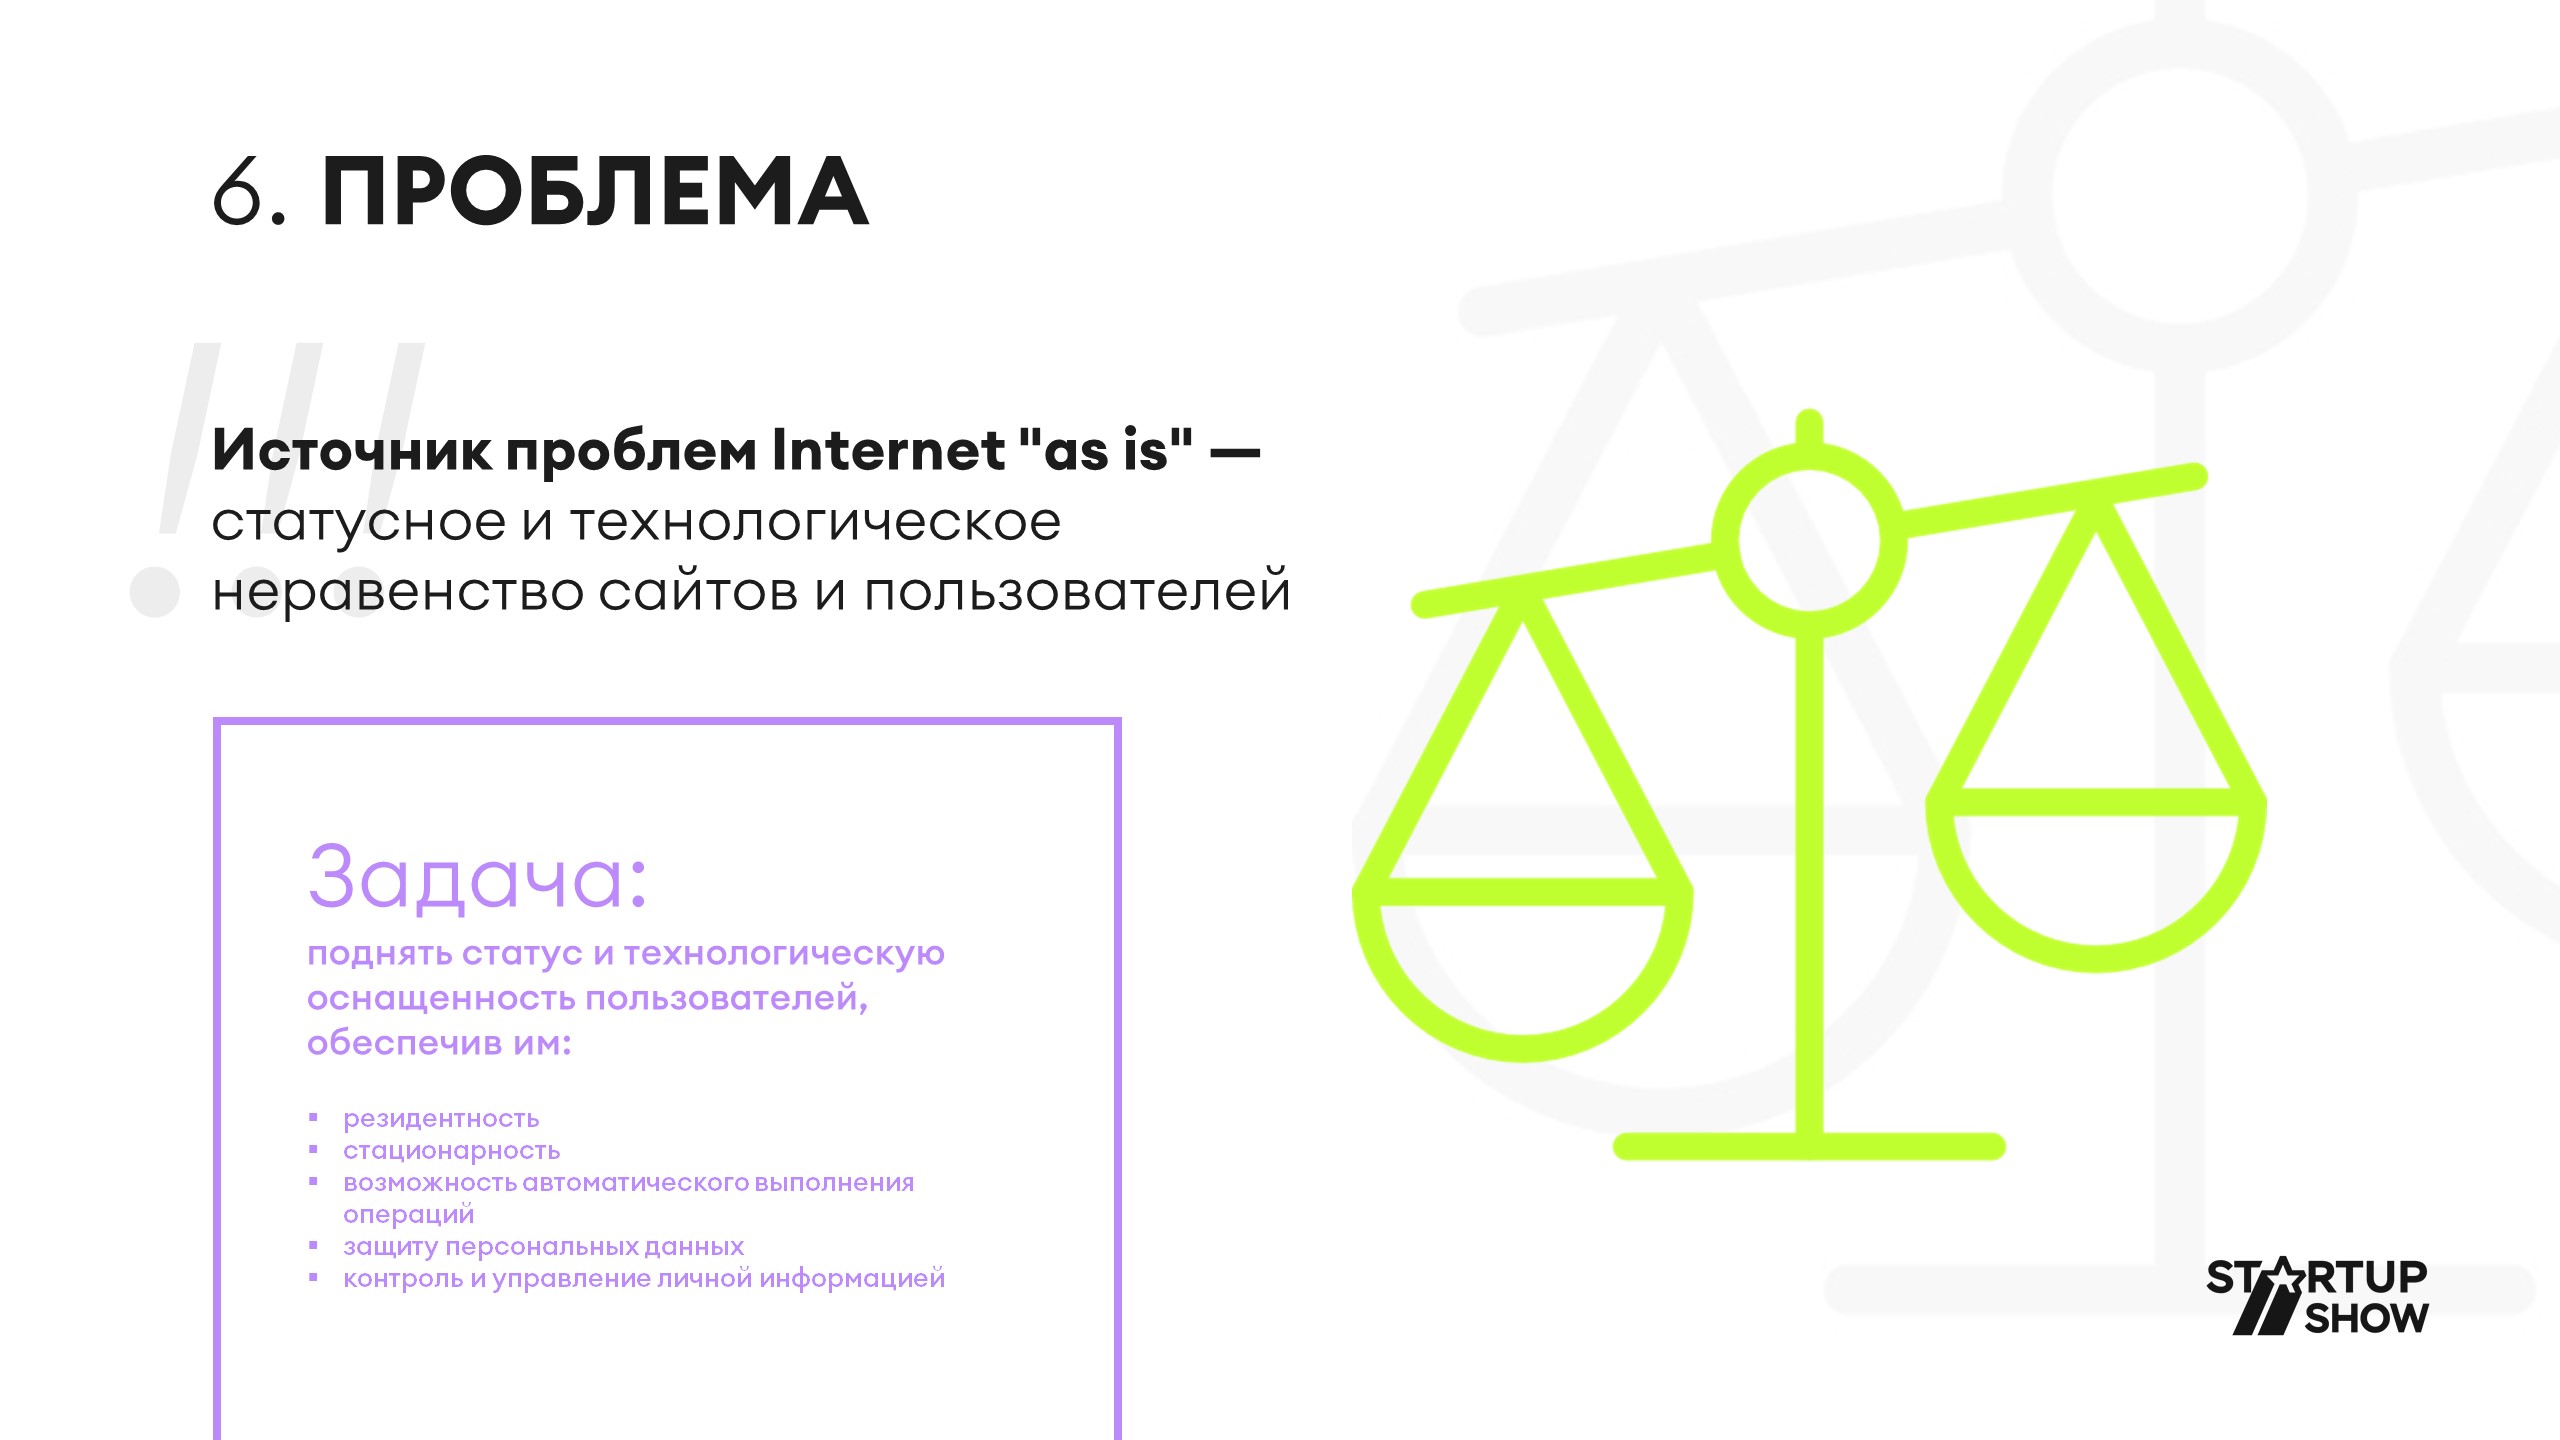 6. ПРОБЛЕМА
!!!
Источник проблем Internet "as is" —
статусное и технологическое
неравенство сайтов и пользователей
Задача:
поднять статус и технологическую
оснащенность пользователей,
обеспечив им:
▪ резидентность
▪ стационарность
▪ возможность автоматического выполнения
операций
▪ защиту персональных данных
▪ контроль и управление личной информацией
STARTUP
SHOW